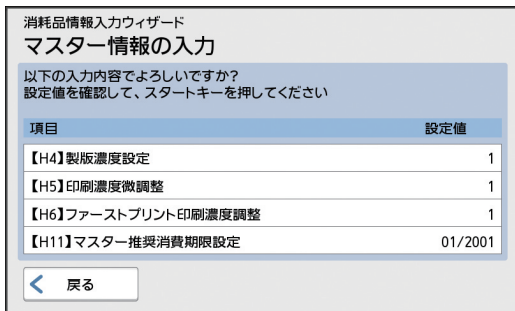 消耗品情報入力ウィザード
マスター情報の入力
以下の入力内容でよろしいですか?
設定値を確認して、スタートキーを押してください
項目 設定値
【H4】製版濃度設定 1
【H5】印刷濃度微調整 1
【H6】ファーストプリント印刷濃度調整 1
【H11】マスター推奨消費期限設定 01/2001
戻る